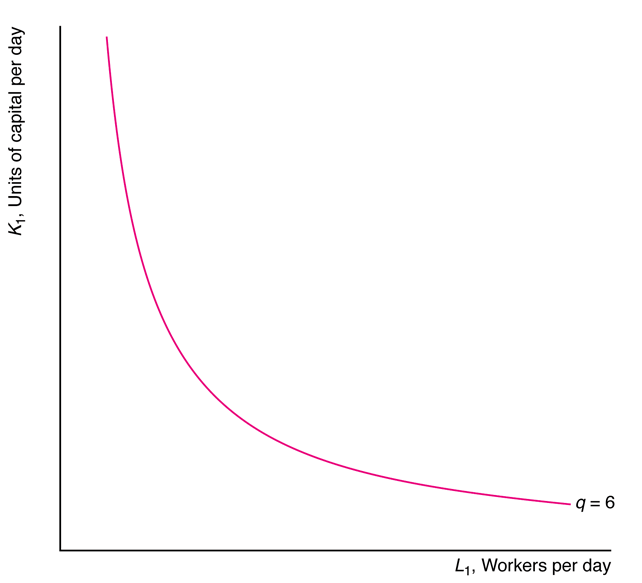 K₁, Units of capital per day
q = 6
L₁, Workers per day